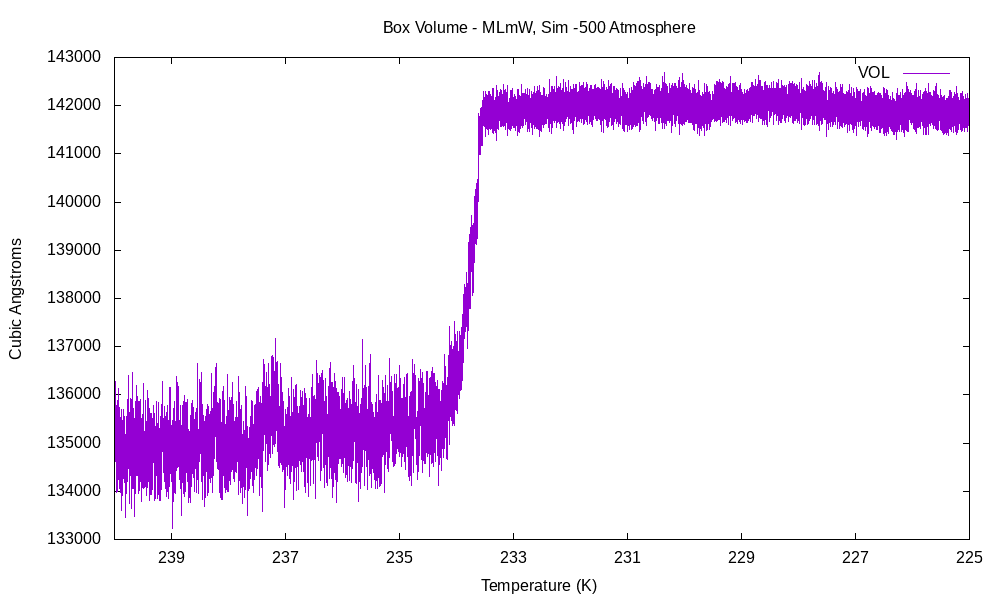 Box Volume - MLmW, Sim -500 Atmosphere
143000
VOL
142000
141000
140000
139000
138000
137000
136000
135000
134000
133000
Cubic Angstroms
239 237 235 233 231 229 227 225
Temperature (K)